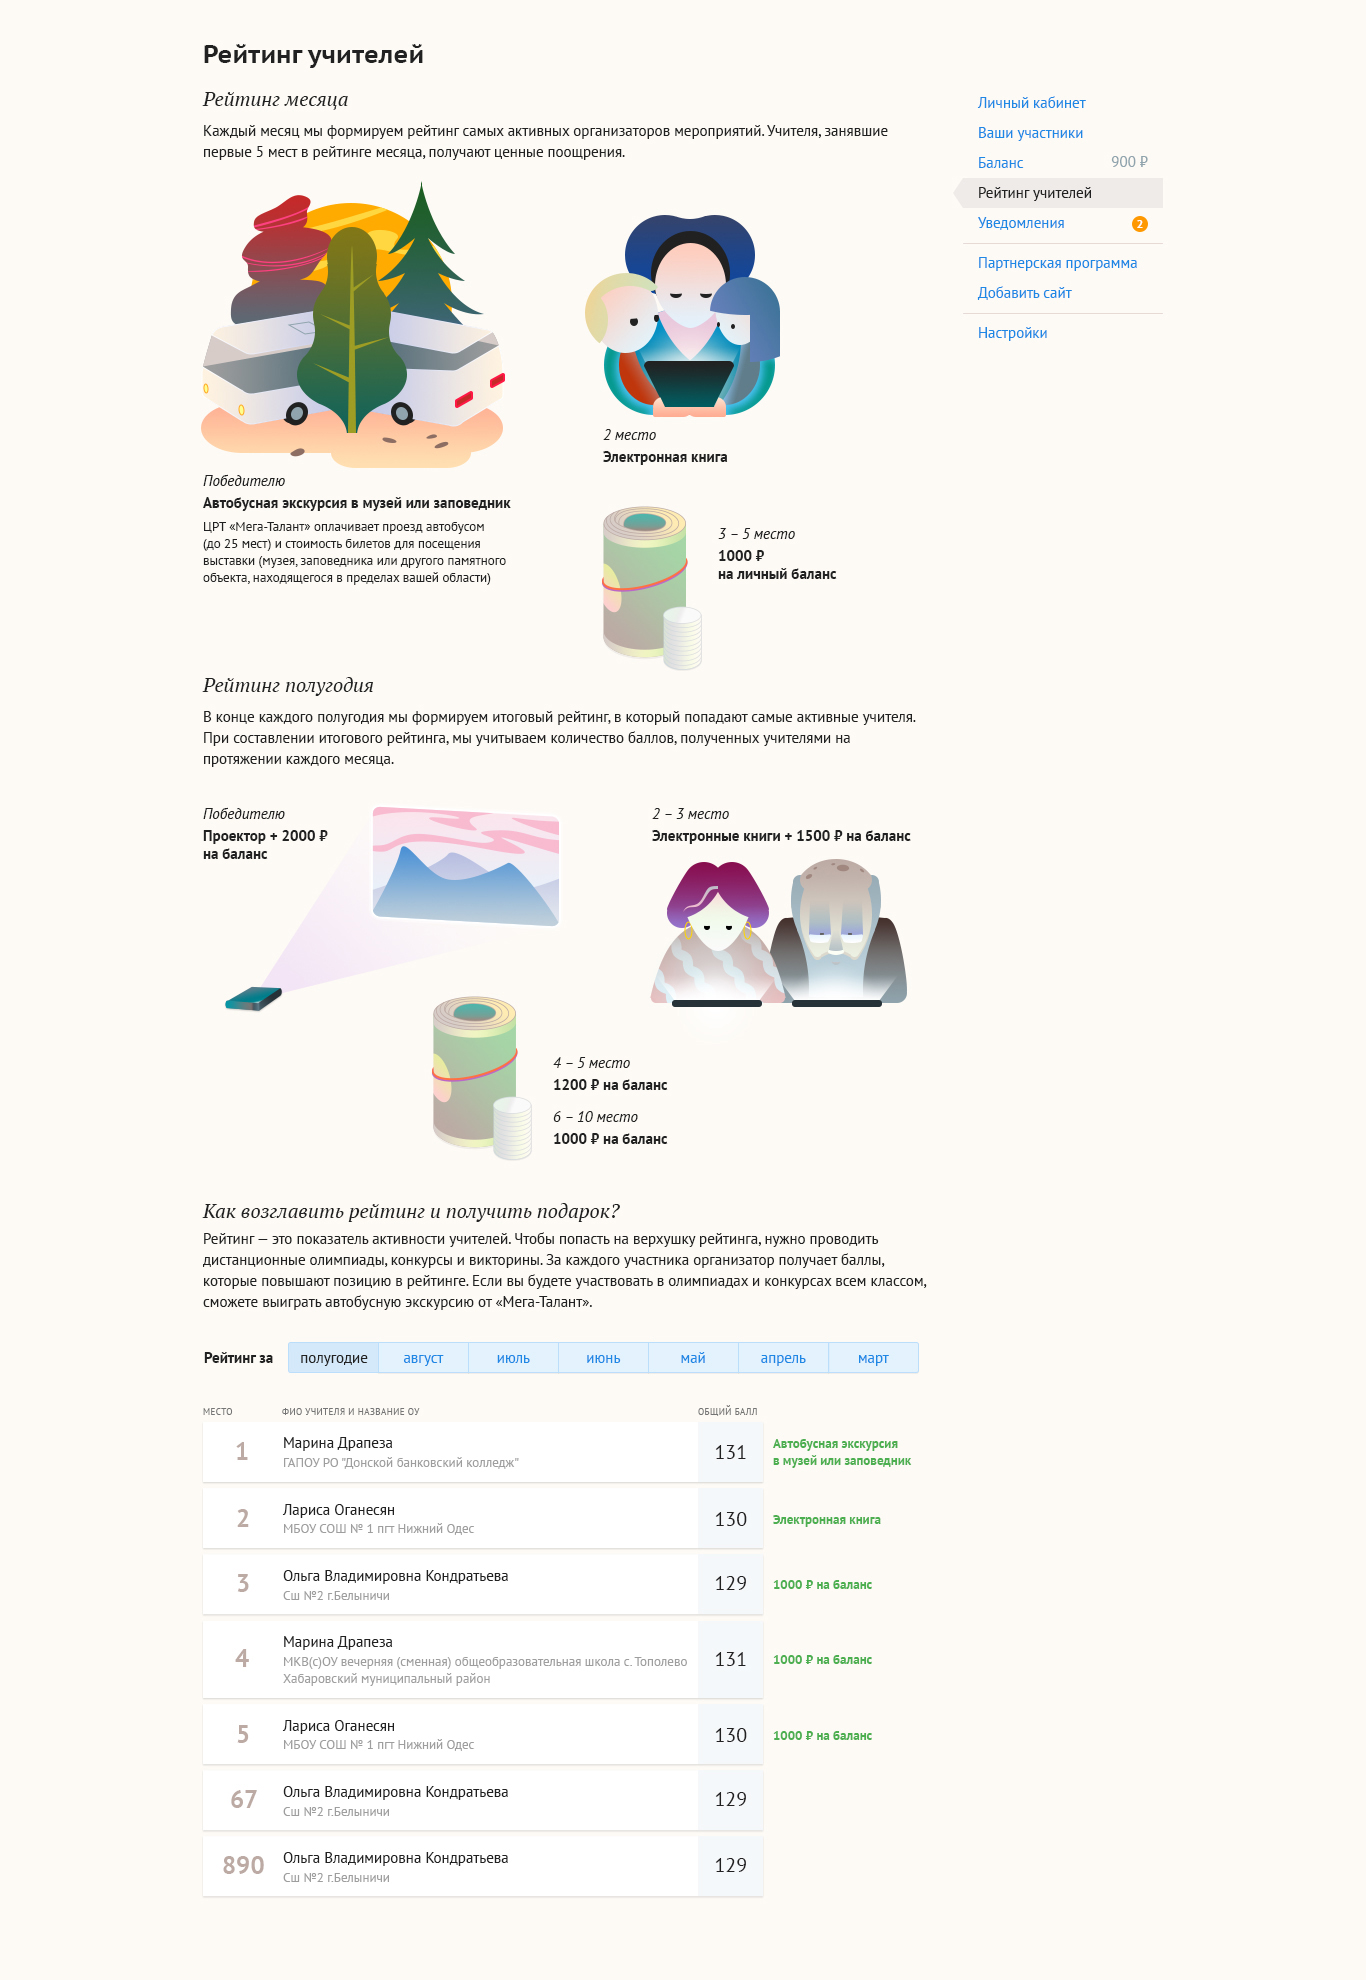 Рейтинг учителей
Рейтинг месяца
Каждый месяц мы формируем рейтинг самых активных организаторов мероприятий. Учителя, занявшие
первые 5 мест в рейтинге месяца, получают ценные поощрения.
Личный кабинет
Ваши участники
Баланс 900 ₽
Рейтинг учителей
Уведомления 2
Партнерская программа
Добавить сайт
Настройки
Победителю
Автобусная экскурсия в музей или заповедник
ЦРТ «Мега-Талант» оплачивает проезд автобусом
(до 25 мест) и стоимость билетов для посещения
выставки (музея, заповедника или другого памятного
объекта, находящегося в пределах вашей области)
2 место
Электронная книга
3 – 5 место
1000 ₽
на личный баланс
Рейтинг полугодия
В конце каждого полугодия мы формируем итоговый рейтинг, в который попадают самые активные учителя.
При составлении итогового рейтинга, мы учитываем количество баллов, полученных учителями на
протяжении каждого месяца.
Победителю
Проектор + 2000 ₽
на баланс
2 – 3 место
Электронные книги + 1500 ₽ на баланс
4 – 5 место
1200 ₽ на баланс
6 – 10 место
1000 ₽ на баланс
Как возглавить рейтинг и получить подарок?
Рейтинг — это показатель активности учителей. Чтобы попасть на верхушку рейтинга, нужно проводить
дистанционные олимпиады, конкурсы и викторины. За каждого участника организатор получает баллы,
которые повышают позицию в рейтинге. Если вы будете участвовать в олимпиадах и конкурсах всем классом,
сможете выиграть автобусную экскурсию от «Мега-Талант».
Рейтинг за полугодие август июль июнь май апрель март
МЕСТО ФИО УЧИТЕЛЯ И НАЗВАНИЕ ОУ ОБЩИЙ БАЛЛ
1 Марина Драпеза 131 Автобусная экскурсия
ГАПОУ РО "Донской банковский колледж" в музей или заповедник
2 Лариса Оганесян 130 Электронная книга
МБОУ СОШ № 1 пгт Нижний Одес
3 Ольга Владимировна Кондратьева 129 1000 ₽ на баланс
Сш №2 г.Белыничи
4 Марина Драпеза 131 1000 ₽ на баланс
МКВ(с)ОУ вечерняя (сменная) общеобразовательная школа с. Тополево
Хабаровский муниципальный район
5 Лариса Оганесян 130 1000 ₽ на баланс
МБОУ СОШ № 1 пгт Нижний Одес
67 Ольга Владимировна Кондратьева 129
Сш №2 г.Белыничи
890 Ольга Владимировна Кондратьева 129
Сш №2 г.Белыничи